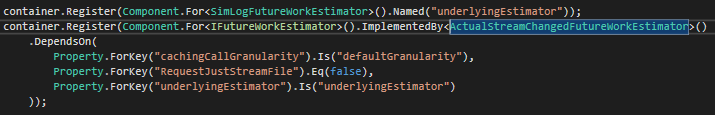 container.Register(Component.For<SimLogFutureWorkEstimator>().Named("underlyingEstimator"));
container.Register(Component.For<IFutureWorkEstimator>().ImplementedBy<ActualStreamChangedFutureWorkEstimator>()
.DependsOn(
Property.ForKey("cachingCallGranularity").Is("defaultGranularity"),
Property.ForKey("RequestJustStreamFile").Eq(false),
Property.ForKey("underlyingEstimator").Is("underlyingEstimator")
));